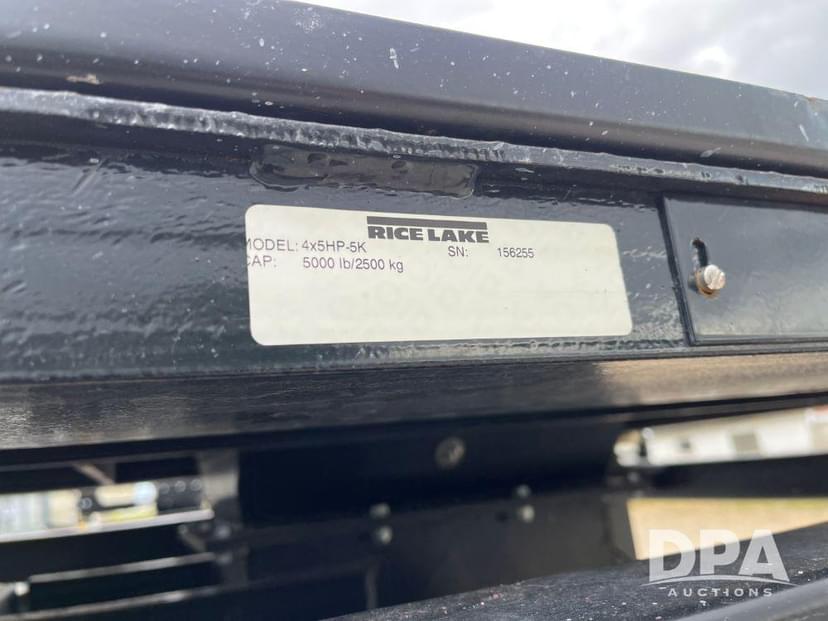 RICE LAKE
MODEL: 4x5HP-5K SN: 156255
CAP: 5000 lb/2500 kg
DPA
AUCTIONS